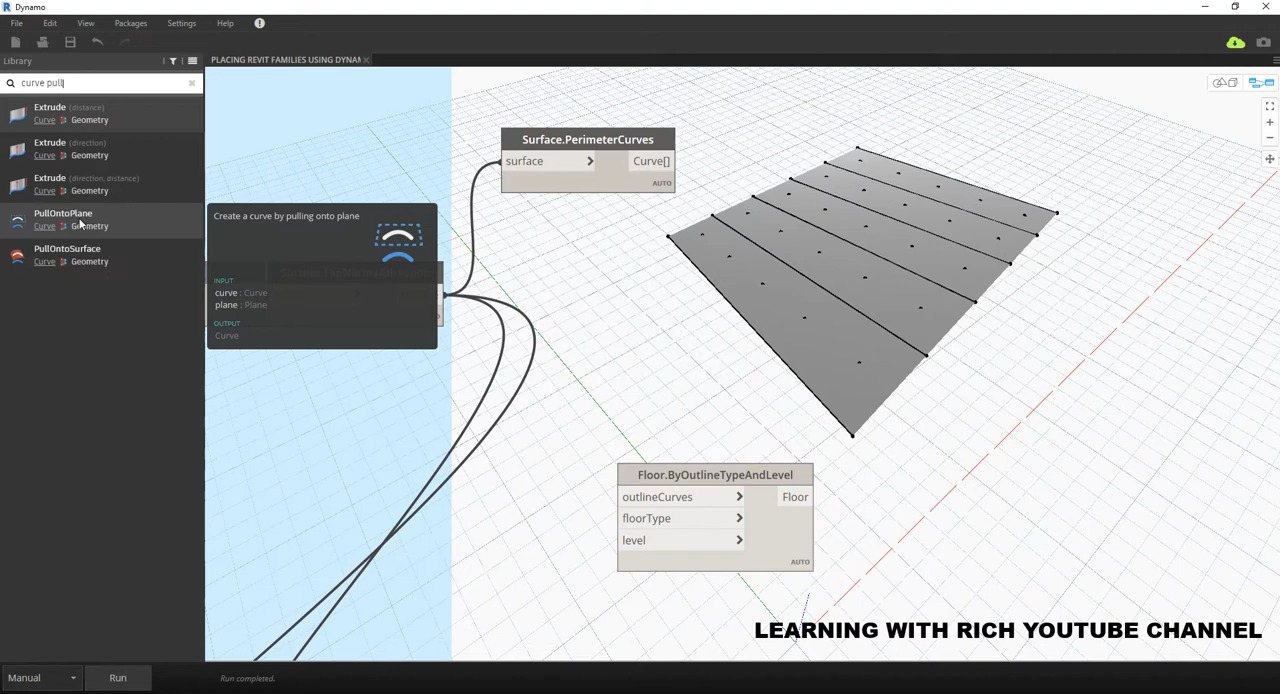 Dynamo
File Edit View Packages Settings Help
Library
PLACING REVIT FAMILIES USING DYNAM
curve pull
Extrude (distance)
Curve Geometry
Extrude (direction)
Curve Geometry
Extrude (direction, distance)
Curve Geometry
PullOntoPlane
Curve Geometry
PullOntoSurface
Curve Geometry
Create a curve by pulling onto plane
INPUT
curve : Curve
plane : Plane
OUTPUT
Curve
Surface.PerimeterCurves
surface > Curve[]
AUTO
Floor.ByOutlineTypeAndLevel
outlineCurves > Floor
floorType >
level >
AUTO
LEARNING WITH RICH YOUTUBE CHANNEL
Manual Run Run completed.